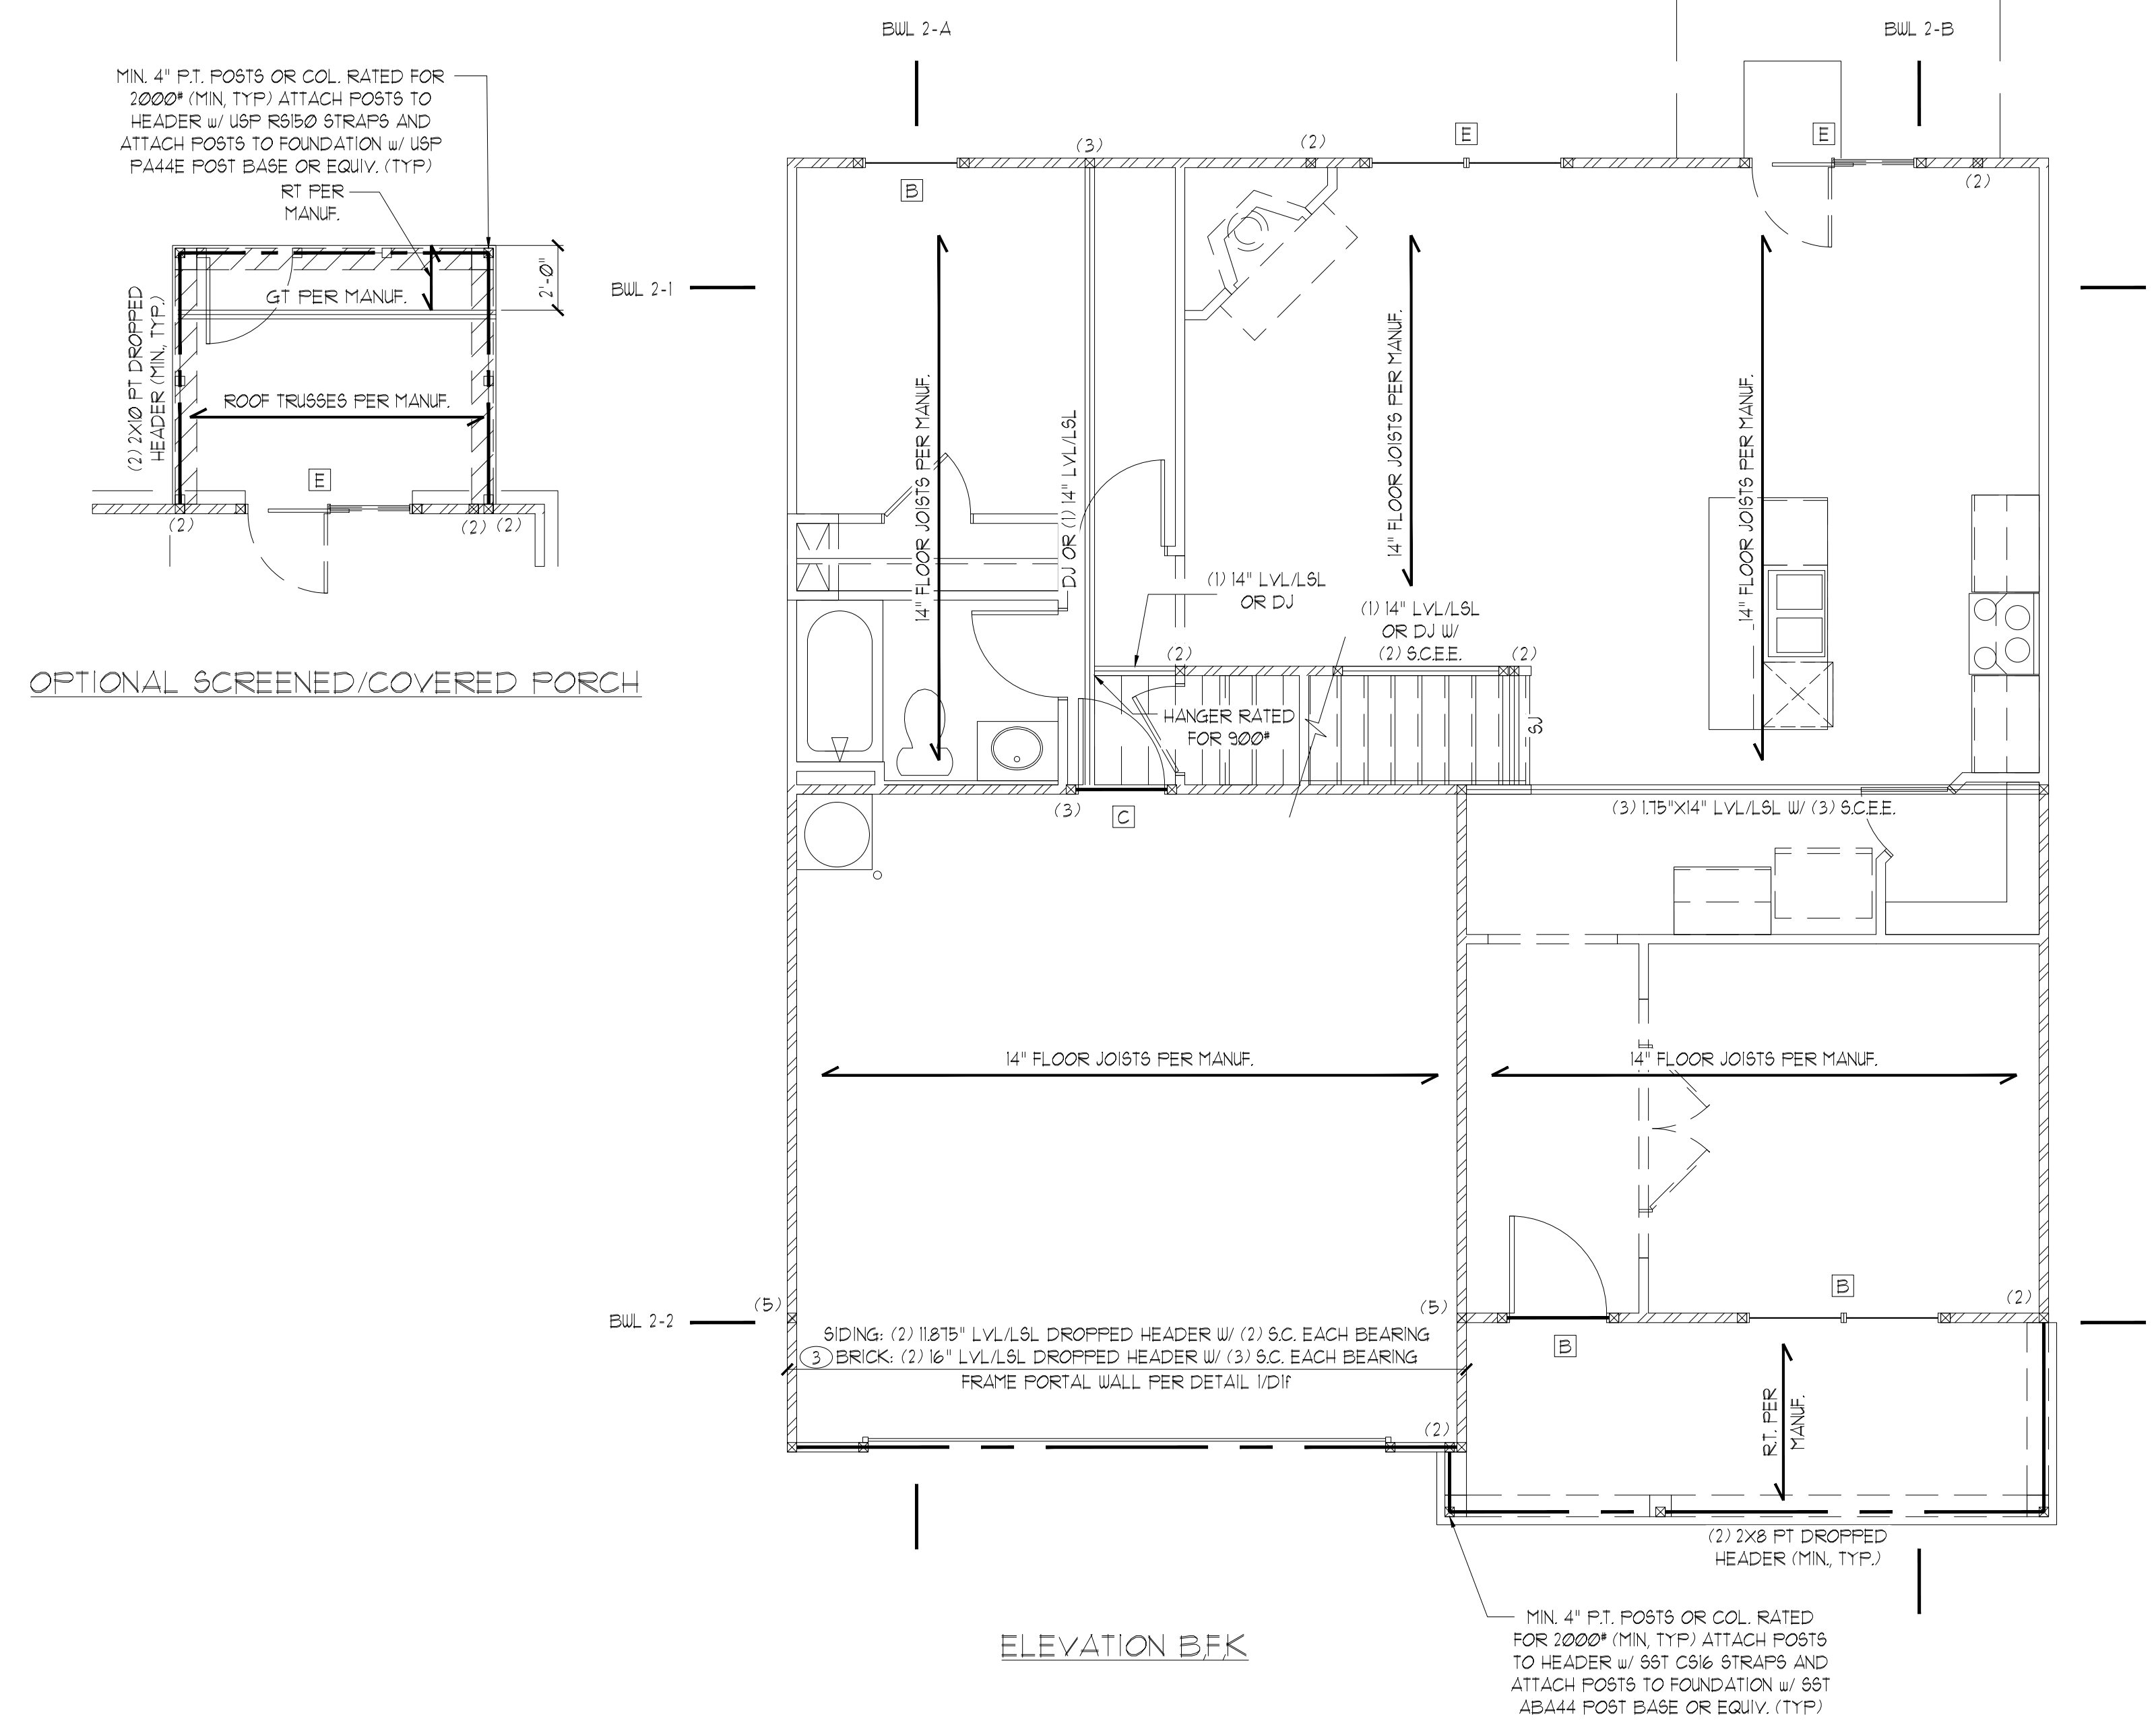 BWL 2-A
BWL 2-B
MIN. 4" P.T. POSTS OR COL. RATED FOR
2000# (MIN, TYP) ATTACH POSTS TO
HEADER w/ USP RS150 STRAPS AND
ATTACH POSTS TO FOUNDATION w/ USP
PA44E POST BASE OR EQUIV. (TYP)
RT PER
MANUF.
GT PER MANUF.
2'-0"
(2) 2X10 PT DROPPED
HEADER (MIN., TYP.)
ROOF TRUSSES PER MANUF.
E
(2)
(2)
(2)
OPTIONAL SCREENED/COVERED PORCH
(3)
(2)
E
E
B
(2)
BWL 2-1
14" FLOOR JOISTS PER MANUF.
DJ OR (1) 14" LVL/LSL
14" FLOOR JOISTS PER MANUF.
14" FLOOR JOISTS PER MANUF.
(1) 14" LVL/LSL
OR DJ
(1) 14" LVL/LSL
OR DJ W/
(2) S.C.E.E.
(2)
(2)
HANGER RATED
FOR 900#
SJ
(3)
C
(3) 1.75"X14" LVL/LSL W/ (3) S.C.E.E.
14" FLOOR JOISTS PER MANUF.
14" FLOOR JOISTS PER MANUF.
BWL 2-2
(5)
(5)
B
(2)
B
SIDING: (2) 11.875" LVL/LSL DROPPED HEADER W/ (2) S.C. EACH BEARING
3 BRICK: (2) 16" LVL/LSL DROPPED HEADER W/ (3) S.C. EACH BEARING
FRAME PORTAL WALL PER DETAIL 1/D1f
(2)
R.T. PER
MANUF.
(2) 2X8 PT DROPPED
HEADER (MIN., TYP.)
MIN. 4" P.T. POSTS OR COL. RATED
FOR 2000# (MIN, TYP) ATTACH POSTS
TO HEADER w/ SST CS16 STRAPS AND
ATTACH POSTS TO FOUNDATION w/ SST
ABA44 POST BASE OR EQUIV. (TYP)
ELEVATION B,F,K